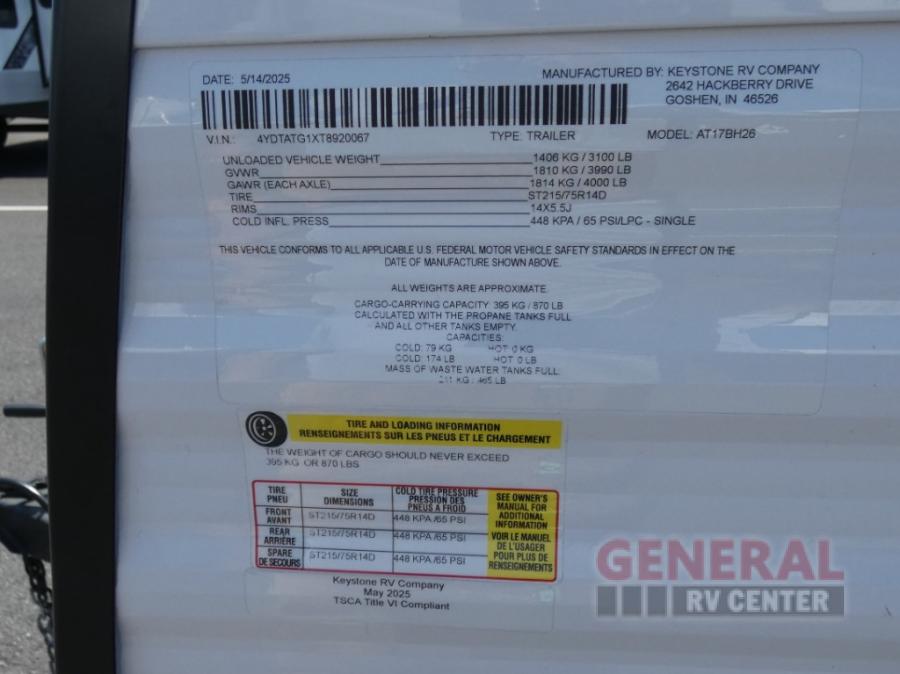 DATE: 5/14/2025
MANUFACTURED BY: KEYSTONE RV COMPANY
2642 HACKBERRY DRIVE
GOSHEN, IN 46526
V.I.N.: 4YDTATG1XT8920067 TYPE: TRAILER MODEL: AT17BH26
UNLOADED VEHICLE WEIGHT 1406 KG / 3100 LB
GVWR 1810 KG / 3990 LB
GAWR (EACH AXLE) 1814 KG / 4000 LB
TIRE ST215/75R14D
RIMS 14X5.5J
COLD INFL. PRESS 448 KPA / 65 PSI/LPC - SINGLE
THIS VEHICLE CONFORMS TO ALL APPLICABLE U.S. FEDERAL MOTOR VEHICLE SAFETY STANDARDS IN EFFECT ON THE
DATE OF MANUFACTURE SHOWN ABOVE.
ALL WEIGHTS ARE APPROXIMATE.
CARGO-CARRYING CAPACITY 395 KG / 870 LB
CALCULATED WITH THE PROPANE TANKS FULL
AND ALL OTHER TANKS EMPTY.
CAPACITIES:
COLD: 79 KG HOT: 0 KG
COLD: 174 LB HOT: 0 LB
MASS OF WASTE WATER TANKS FULL:
211 KG / 465 LB
TIRE AND LOADING INFORMATION
RENSEIGNEMENTS SUR LES PNEUS ET LE CHARGEMENT
THE WEIGHT OF CARGO SHOULD NEVER EXCEED
395 KG OR 870 LBS
TIRE
PNEU
SIZE
DIMENSIONS
COLD TIRE PRESSURE
PRESSION DES
PNEUS A FROID
FRONT
AVANT
ST215/75R14D
448 KPA /65 PSI
REAR
ARRIÈRE
ST215/75R14D
448 KPA /65 PSI
SPARE
DE SECOURS
ST215/75R14D
448 KPA /65 PSI
SEE OWNER'S
MANUAL FOR
ADDITIONAL
INFORMATION
VOIR LE MANUEL
DE L'USAGER
POUR PLUS DE
RENSEIGNEMENTS
Keystone RV Company
May 2025
TSCA Title VI Compliant
GENERAL
RV CENTER